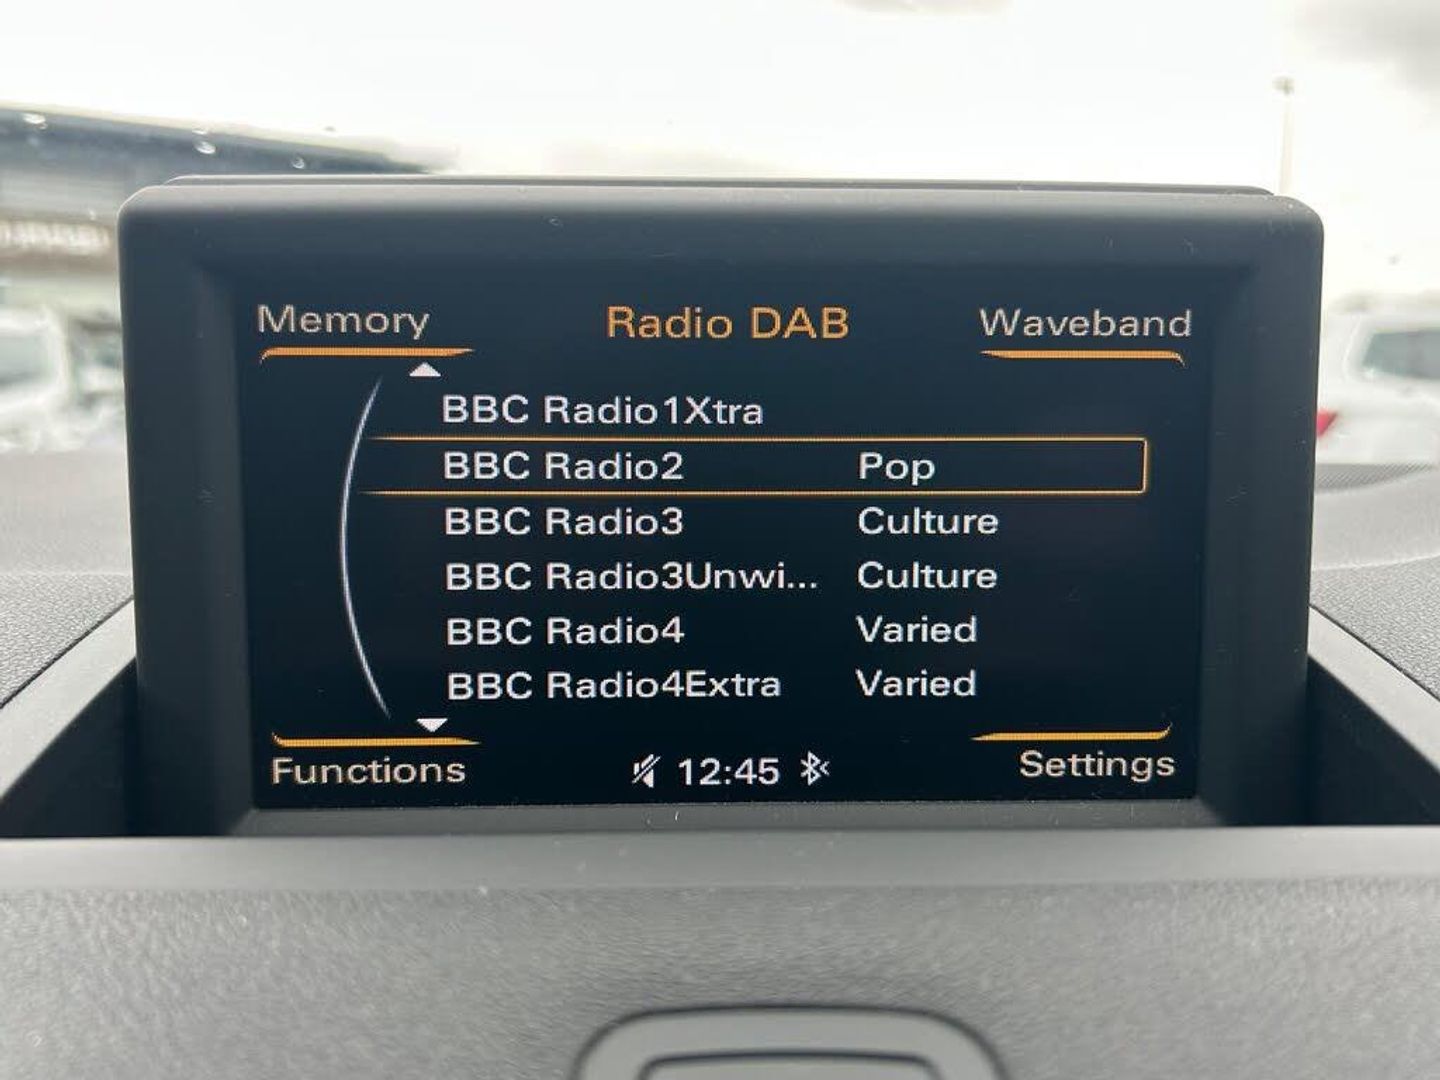 Memory Radio DAB Waveband
BBC Radio1Xtra
BBC Radio2 Pop
BBC Radio3 Culture
BBC Radio3Unwi... Culture
BBC Radio4 Varied
BBC Radio4Extra Varied
Functions 12:45 Settings